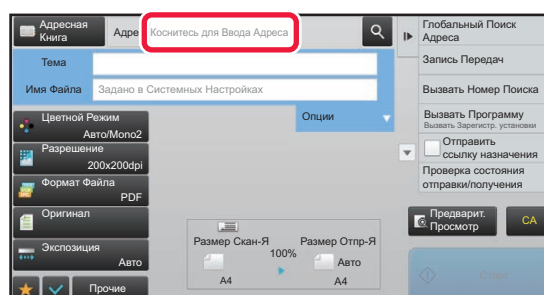 Адресная
Книга
Адре
Коснитесь для Ввода Адреса
Глобальный Поиск
Адреса
Тема
Запись Передач
Имя Файла
Задано в Системных Настройках
Вызвать Номер Поиска
Цветной Режим
Авто/Mono2
Опции
Вызвать Программу
Вызвать Зарегистр. установки
Разрешение
200x200dpi
Отправить
ссылку назначения
Формат Файла
PDF
Проверка состояния
отправки/получения
Оригинал
Предварит.
Просмотр
CA
Экспозиция
Авто
Размер Скан-Я
100%
Размер Отпр-Я
Авто
A4
A4
Прочие
Старт